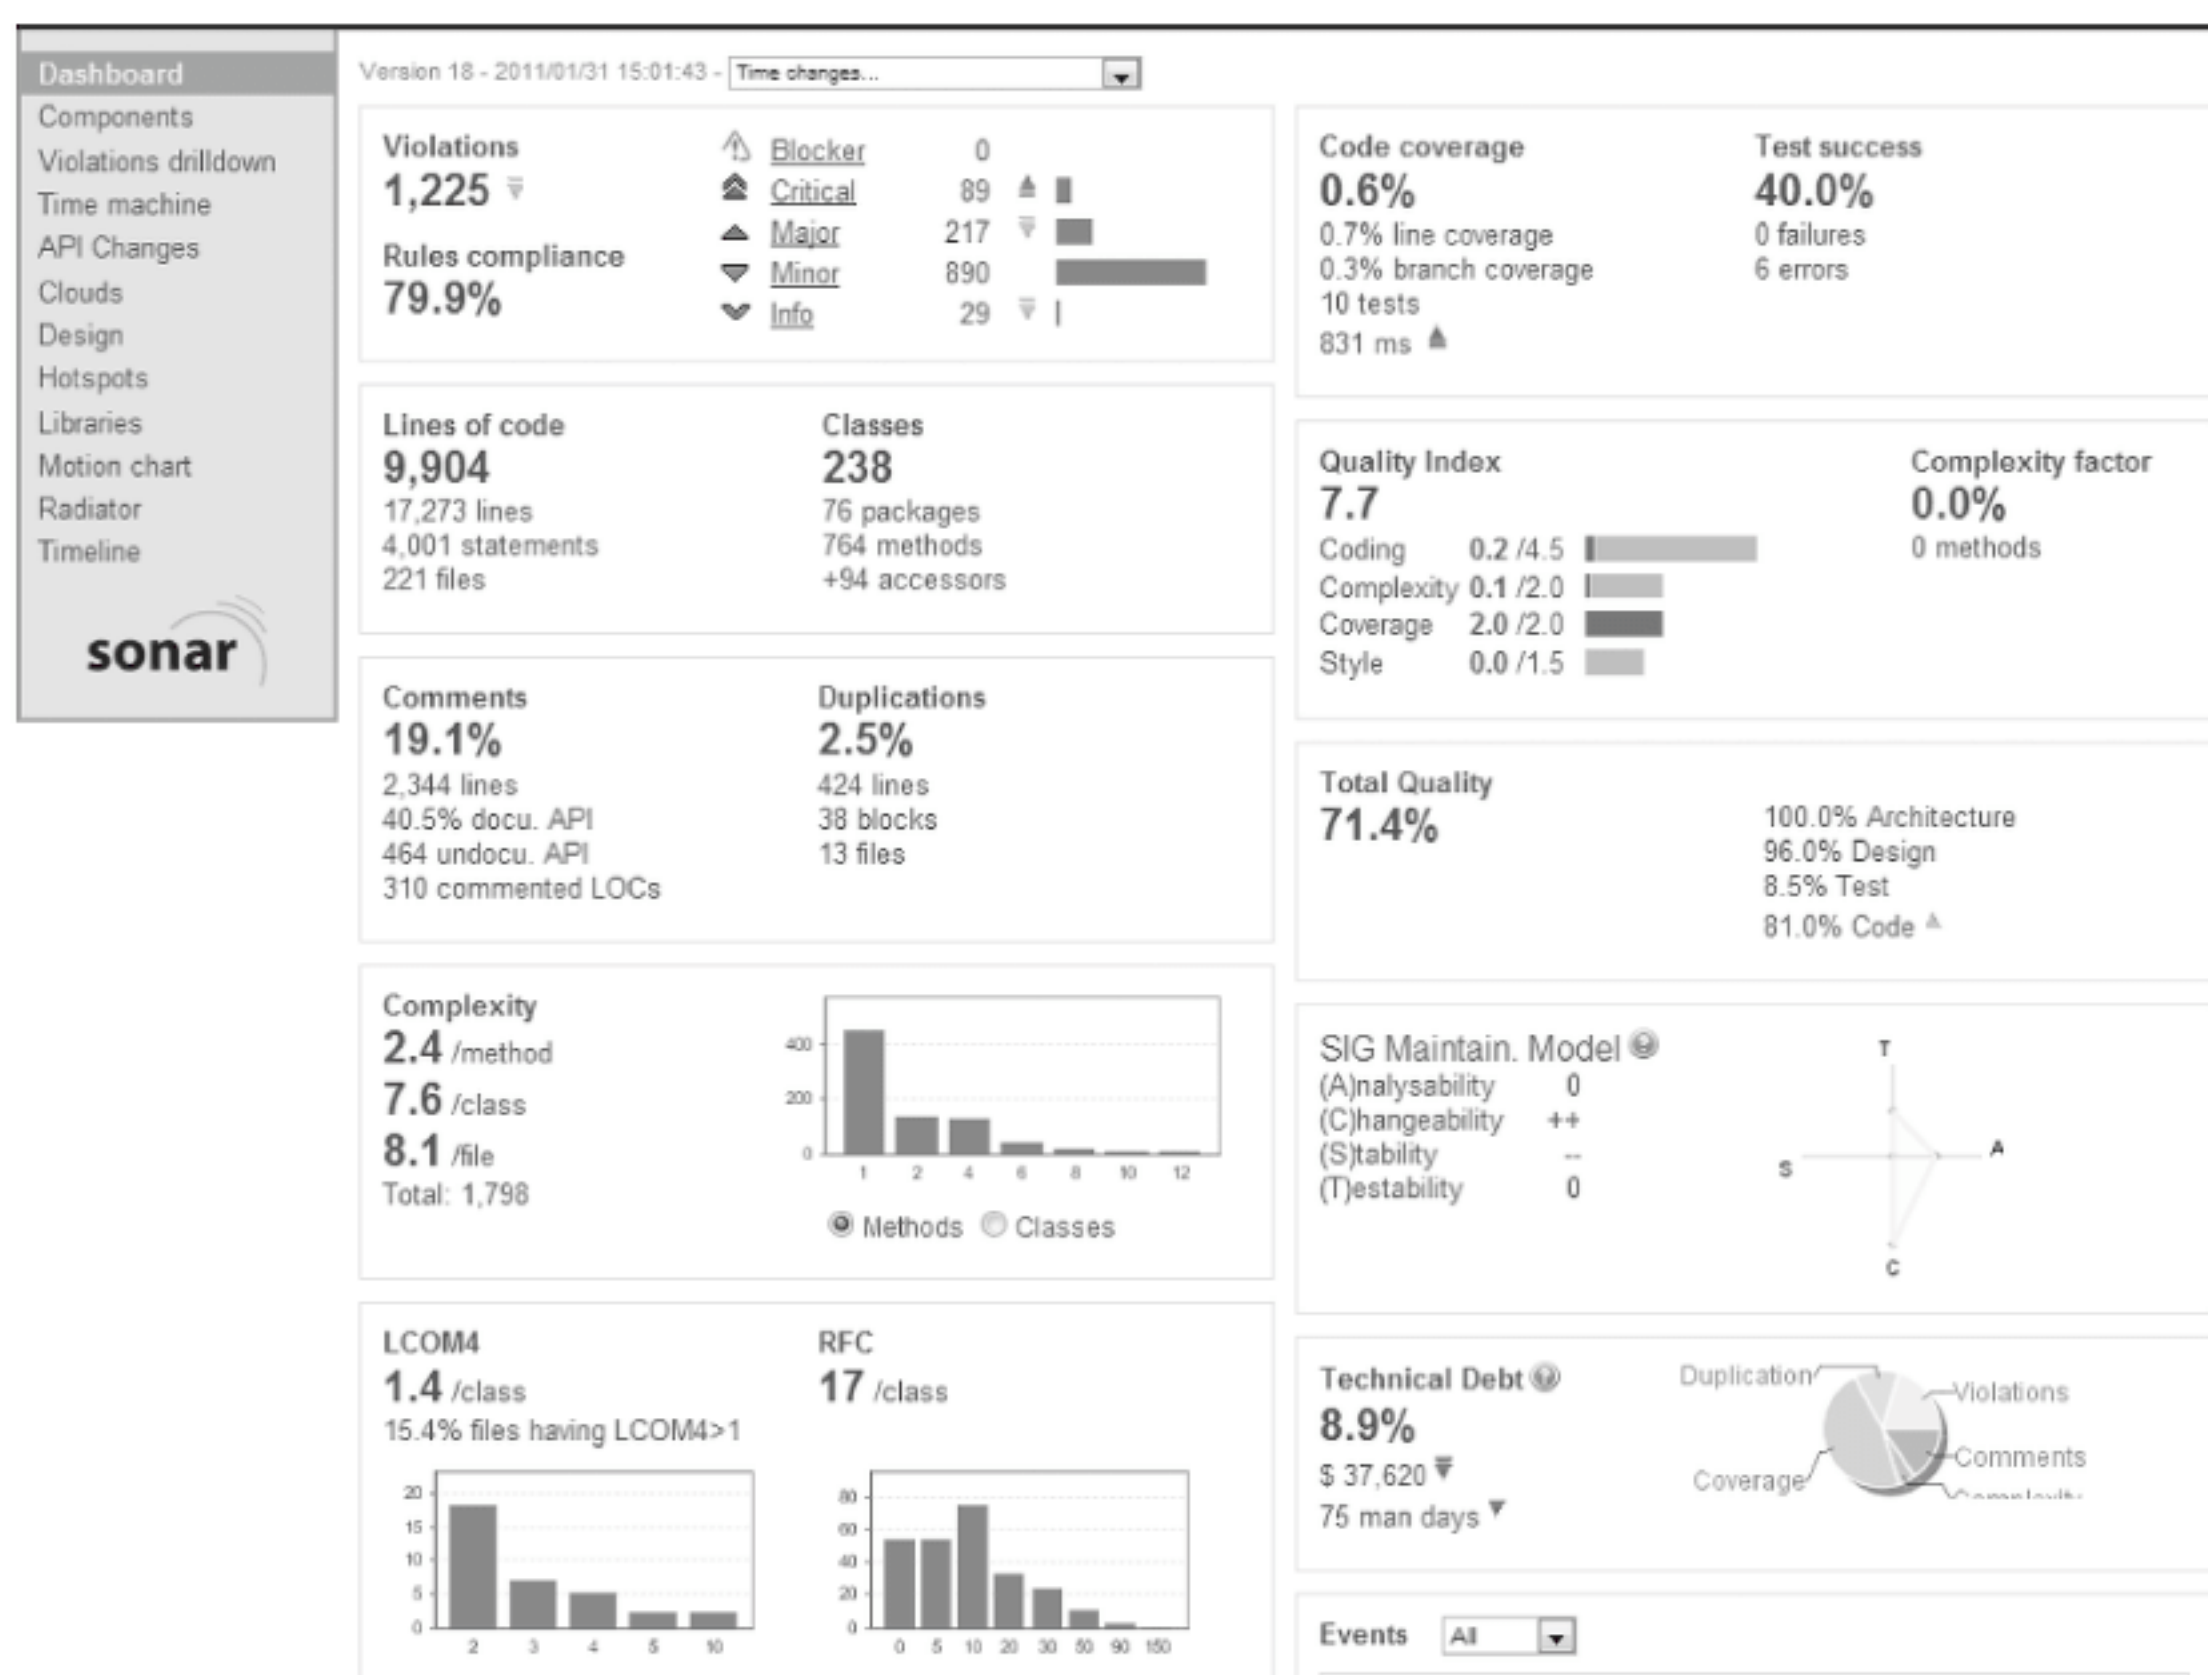 Dashboard
Components
Violations drilldown
Time machine
API Changes
Clouds
Design
Hotspots
Libraries
Motion chart
Radiator
Timeline
sonar
Version 18 - 2011/01/31 15:01:43 - Time changes...
Violations
1,225
Rules compliance
79.9%
Blocker 0
Critical 89
Major 217
Minor 890
Info 29
Lines of code
9,904
17,273 lines
4,001 statements
221 files
Classes
238
76 packages
764 methods
+94 accessors
Comments
19.1%
2,344 lines
40.5% docu. API
464 undocu. API
310 commented LOCs
Duplications
2.5%
424 lines
38 blocks
13 files
Complexity
2.4 /method
7.6 /class
8.1 /file
Total: 1,798
400
200
0
1 2 4 6 8 10 12
Methods Classes
LCOM4
1.4 /class
15.4% files having LCOM4>1
20
15
10
5
0
2 3 4 5 10
RFC
17 /class
80
60
40
20
0
0 5 10 20 30 50 90 150
Code coverage
0.6%
0.7% line coverage
0.3% branch coverage
10 tests
831 ms
Test success
40.0%
0 failures
6 errors
Quality Index
7.7
Coding 0.2 /4.5
Complexity 0.1 /2.0
Coverage 2.0 /2.0
Style 0.0 /1.5
Complexity factor
0.0%
0 methods
Total Quality
71.4%
100.0% Architecture
96.0% Design
8.5% Test
81.0% Code
SIG Maintain. Model
(A)nalysability 0
(C)hangeability ++
(S)tability --
(T)estability 0
T
A
S
C
Technical Debt
8.9%
$ 37,620
75 man days
Duplication
Violations
Comments
Coverage
Complexity
Events All